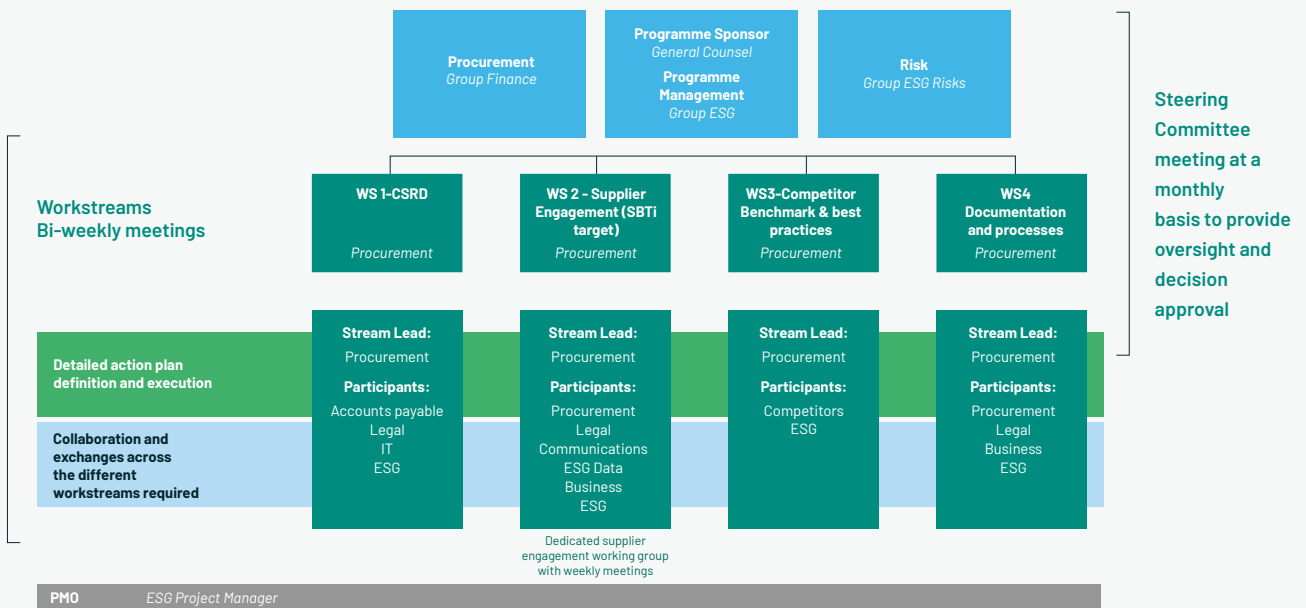 Procurement
Group Finance
Programme Sponsor
General Counsel
Programme
Management
Group ESG
Risk
Group ESG Risks
Steering
Committee
meeting at a
monthly
basis to provide
oversight and
decision
approval
Workstreams
Bi-weekly meetings
WS 1-CSRD
Procurement
WS 2 - Supplier
Engagement (SBTi
target)
Procurement
WS3-Competitor
Benchmark & best
practices
Procurement
WS4
Documentation
and processes
Procurement
Detailed action plan
definition and execution
Collaboration and
exchanges across
the different
workstreams required
Stream Lead:
Procurement
Participants:
Accounts payable
Legal
IT
ESG
Stream Lead:
Procurement
Participants:
Procurement
Legal
Communications
ESG Data
Business
ESG
Dedicated supplier
engagement working group
with weekly meetings
Stream Lead:
Procurement
Participants:
Competitors
ESG
Stream Lead:
Procurement
Participants:
Procurement
Legal
Business
ESG
PMO ESG Project Manager